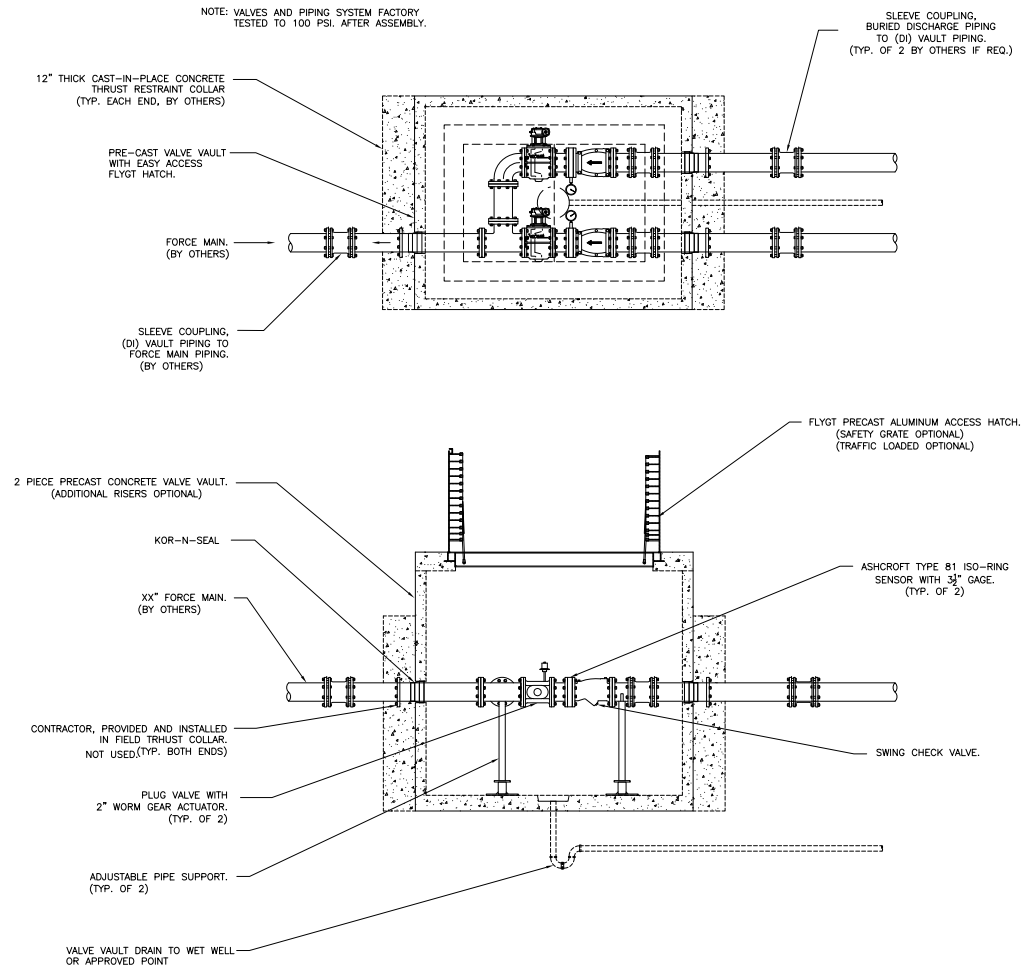 NOTE: VALVES AND PIPING SYSTEM FACTORY
TESTED TO 100 PSI. AFTER ASSEMBLY.
SLEEVE COUPLING,
BURIED DISCHARGE PIPING
TO (DI) VAULT PIPING.
(TYP. OF 2 BY OTHERS IF REQ.)
12" THICK CAST-IN-PLACE CONCRETE
THRUST RESTRAINT COLLAR
(TYP. EACH END, BY OTHERS)
PRE-CAST VALVE VAULT
WITH EASY ACCESS
FLYGT HATCH.
FORCE MAIN.
(BY OTHERS)
SLEEVE COUPLING,
(DI) VAULT PIPING TO
FORCE MAIN PIPING.
(BY OTHERS)
FLYGT PRECAST ALUMINUM ACCESS HATCH.
(SAFETY GRATE OPTIONAL)
(TRAFFIC LOADED OPTIONAL)
2 PIECE PRECAST CONCRETE VALVE VAULT.
(ADDITIONAL RISERS OPTIONAL)
KOR-N-SEAL
ASHCROFT TYPE 81 ISO-RING
SENSOR WITH 3½" GAGE.
(TYP. OF 2)
XX" FORCE MAIN.
(BY OTHERS)
CONTRACTOR, PROVIDED AND INSTALLED
IN FIELD TRHUST COLLAR.
NOT USED.(TYP. BOTH ENDS)
SWING CHECK VALVE.
PLUG VALVE WITH
2" WORM GEAR ACTUATOR.
(TYP. OF 2)
ADJUSTABLE PIPE SUPPORT.
(TYP. OF 2)
VALVE VAULT DRAIN TO WET WELL
OR APPROVED POINT